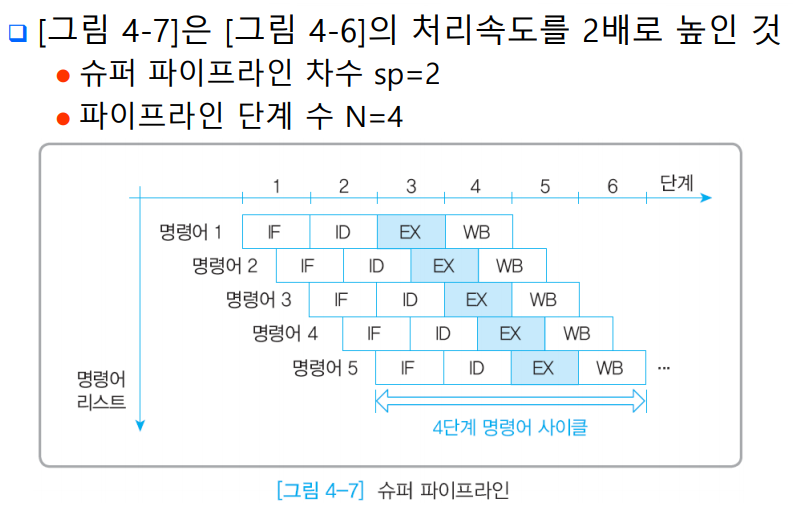 [그림 4-7]은 [그림 4-6]의 처리속도를 2배로 높인 것
슈퍼 파이프라인 차수 sp=2
파이프라인 단계 수 N=4
1 2 3 4 5 6 단계
명령어 1 IF ID EX WB
명령어 2 IF ID EX WB
명령어 3 IF ID EX WB
명령어 4 IF ID EX WB
명령어 5 IF ID EX WB ···
명령어
리스트
4단계 명령어 사이클
[그림 4-7] 슈퍼 파이프라인